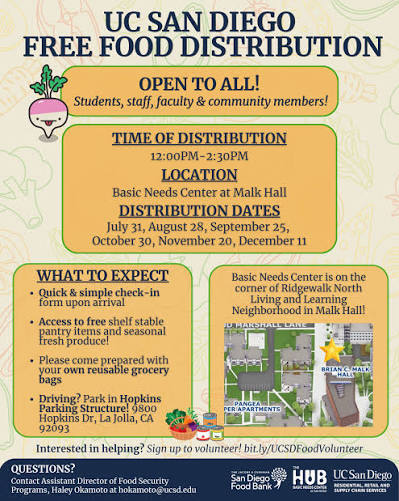 UC SAN DIEGO
FREE FOOD DISTRIBUTION
OPEN TO ALL!
Students, staff, faculty & community members!
TIME OF DISTRIBUTION
12:00PM-2:30PM
LOCATION
Basic Needs Center at Malk Hall
DISTRIBUTION DATES
July 31, August 28, September 25,
October 30, November 20, December 11
WHAT TO EXPECT
• Quick & simple check-in
form upon arrival
• Access to free shelf stable
pantry items and seasonal
fresh produce!
• Please come prepared with
your own reusable grocery
bags
• Driving? Park in Hopkins
Parking Structure! 9800
Hopkins Dr, La Jolla, CA
92093
Basic Needs Center is on the
corner of Ridgewalk North
Living and Learning
Neighborhood in Malk Hall!
D MARSHALL LANE
BRIAN C. MALK
HALL
PANGEA
PER APARTMENTS
Interested in helping? Sign up to volunteer! bit.ly/UCSDFoodVolunteer
QUESTIONS?
Contact Assistant Director of Food Security
Programs, Haley Okamoto at hokamoto@ucsd.edu
San Diego
Food Bank
THE
HUB
BASIC NEEDS CENTER
UC San Diego
RESIDENTIAL, RETAIL AND
SUPPLY CHAIN SERVICES